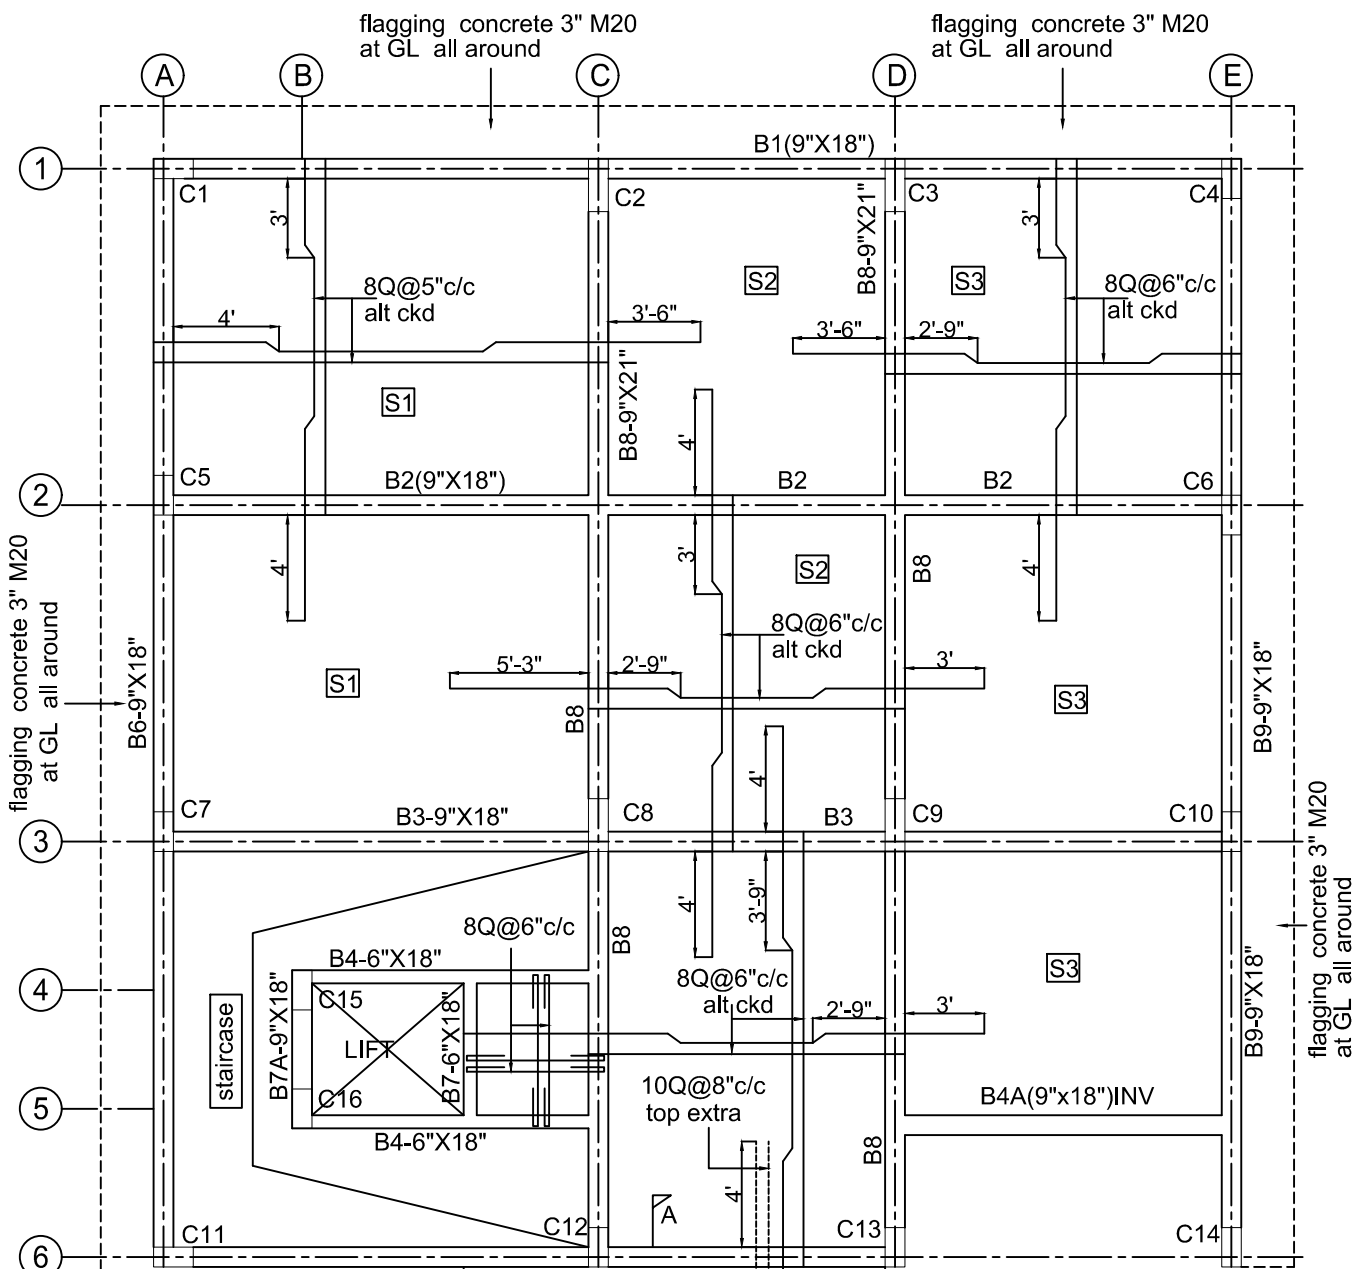 flagging concrete 3" M20
at GL all around
flagging concrete 3" M20
at GL all around
A
B
C
D
E
B1(9"X18")
1
C1
C2
C3
C4
3'
B8-9"X21"
3'
S2
S3
8Q@5"c/c
alt ckd
8Q@6"c/c
alt ckd
4'
3'-6"
3'-6"
2'-9"
B8-9"X21"
S1
4'
C5
B2(9"X18")
B2
B2
C6
2
flagging concrete 3" M20
at GL all around
4'
3'
S2
B8
4'
8Q@6"c/c
alt ckd
B6-9"X18"
S1
5'-3"
2'-9"
3'
S3
B9-9"X18"
B8
4'
C7
B3-9"X18"
C8
B3
C9
C10
3
flagging concrete 3" M20
at GL all around
4'
3'-9"
8Q@6"c/c
B8
B4-6"X18"
8Q@6"c/c
alt ckd
S3
4
C15
2'-9"
3'
B9-9"X18"
staircase
B7A-9"X18"
LIFT
B7-6"X18"
10Q@8"c/c
top extra
B4A(9"x18")INV
5
C16
B4-6"X18"
B8
4'
A
C11
C12
C13
C14
6